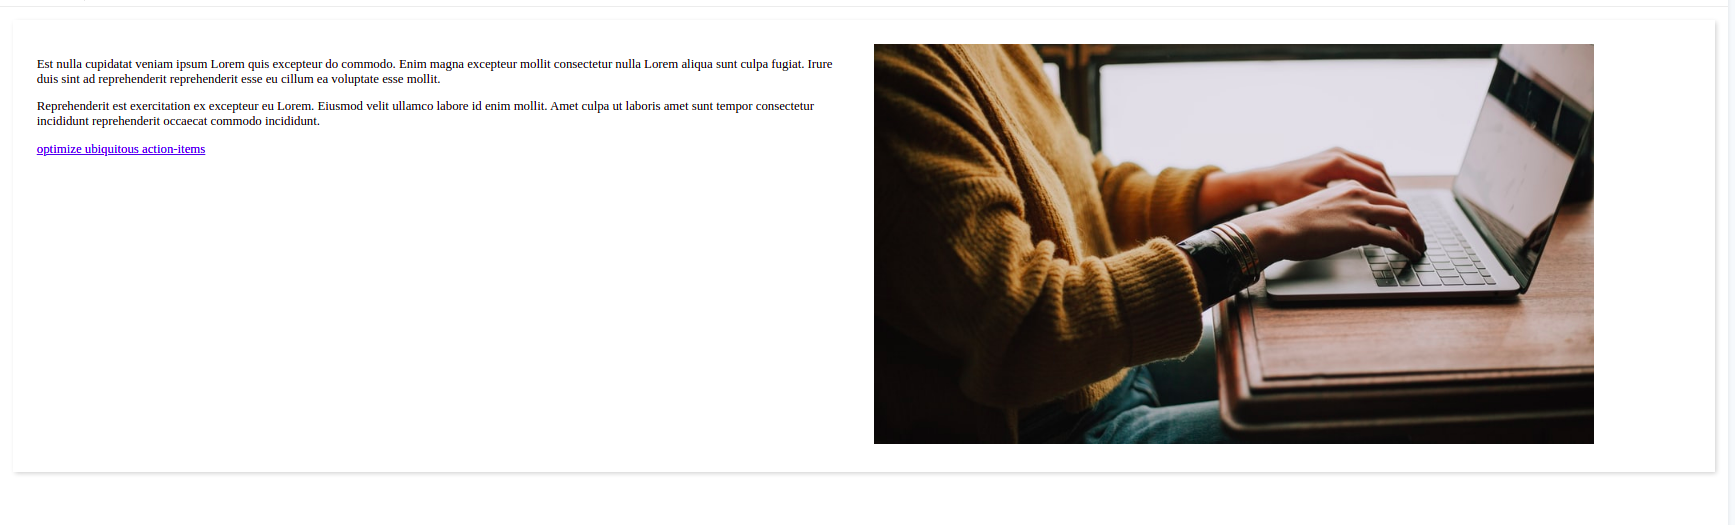 Est nulla cupidatat veniam ipsum Lorem quis excepteur do commodo. Enim magna excepteur mollit consectetur nulla Lorem aliqua sunt culpa fugiat. Irure
duis sint ad reprehenderit reprehenderit esse eu cillum ea voluptate esse mollit.
Reprehenderit est exercitation ex excepteur eu Lorem. Eiusmod velit ullamco labore id enim mollit. Amet culpa ut laboris amet sunt tempor consectetur
incididunt reprehenderit occaecat commodo incididunt.
optimize ubiquitous action-items